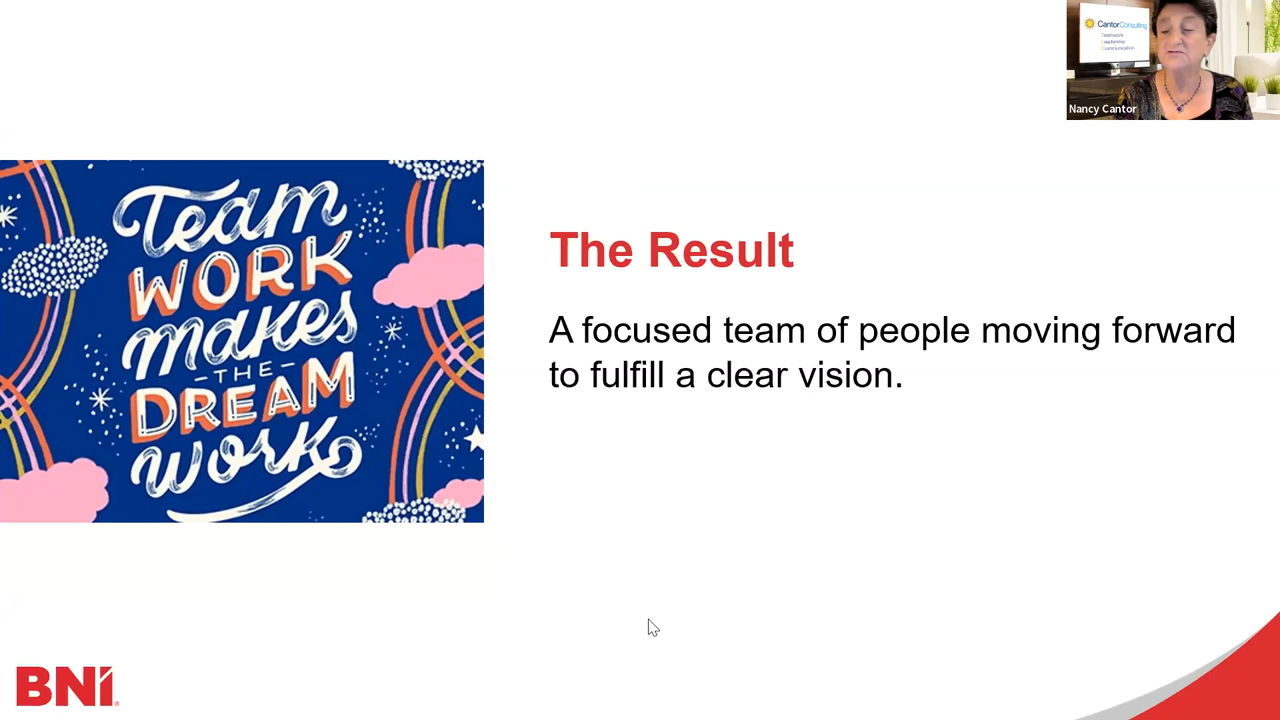 CantorConsulting
Teamwork
Leadership
Communication
Nancy Cantor
Team
WORK
makes
-THE-
DREAM
work
The Result
A focused team of people moving forward
to fulfill a clear vision.
BNI®